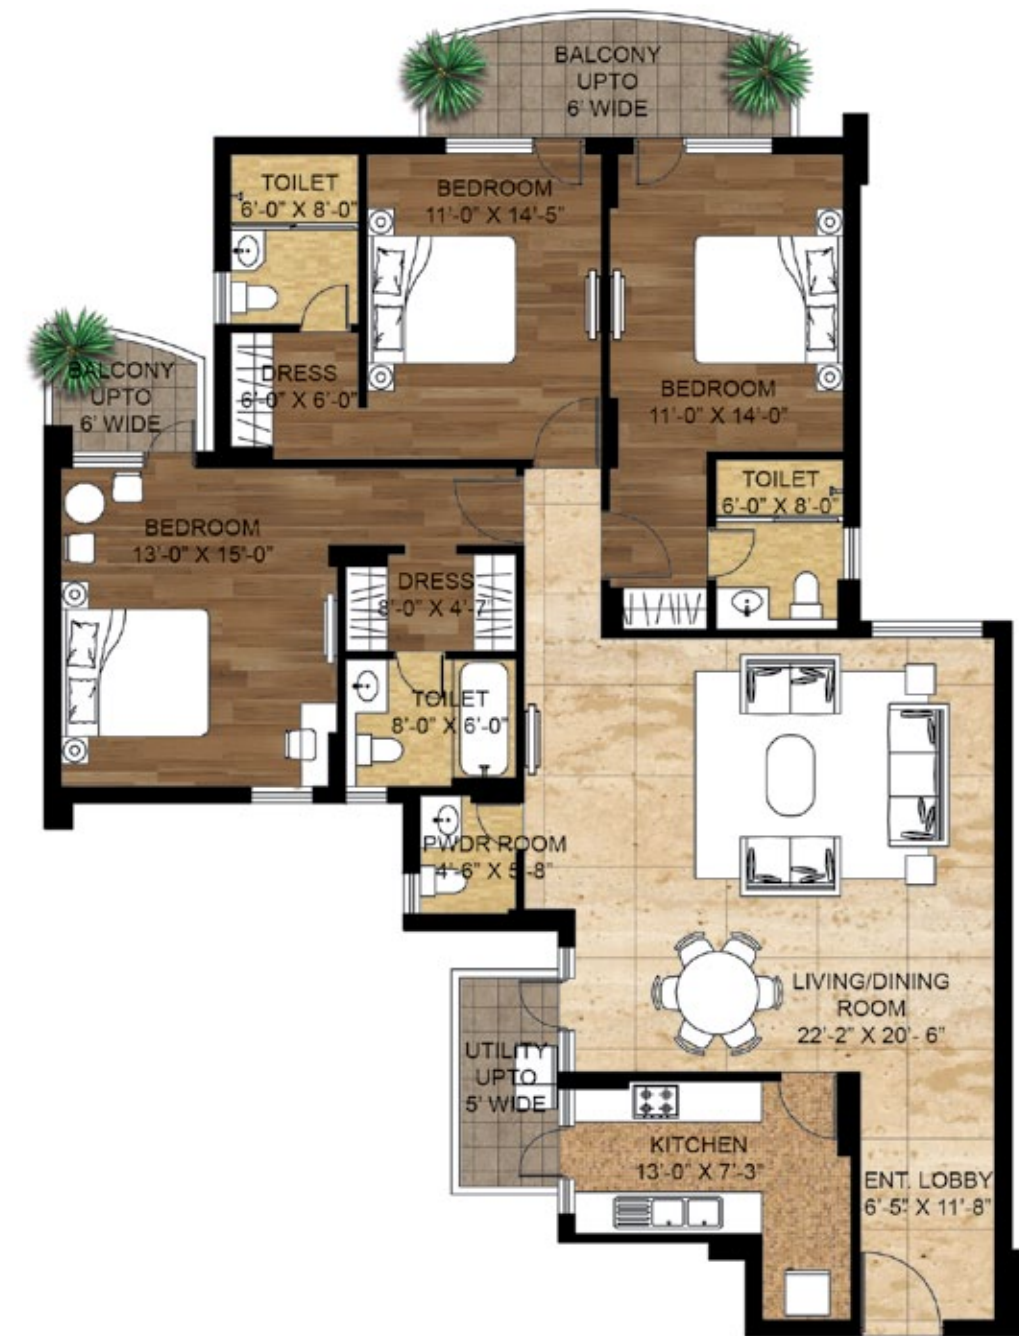 BALCONY
UPTO
6' WIDE
TOILET
6'-0" X 8'-0"
BEDROOM
11'-0" X 14'-5"
BALCONY
UPTO
6' WIDE
DRESS
6'-0" X 6'-0"
BEDROOM
11'-0" X 14'-0"
TOILET
6'-0" X 8'-0"
BEDROOM
13'-0" X 15'-0"
DRESS
8'-0" X 4'-7"
TOILET
8'-0" X 6'-0"
PWDR ROOM
4'-6" X 5'-8"
LIVING/DINING
ROOM
22'-2" X 20'- 6"
UTILITY
UPTO
5' WIDE
KITCHEN
13'-0" X 7'-3"
ENT. LOBBY
6'-5" X 11'-8"